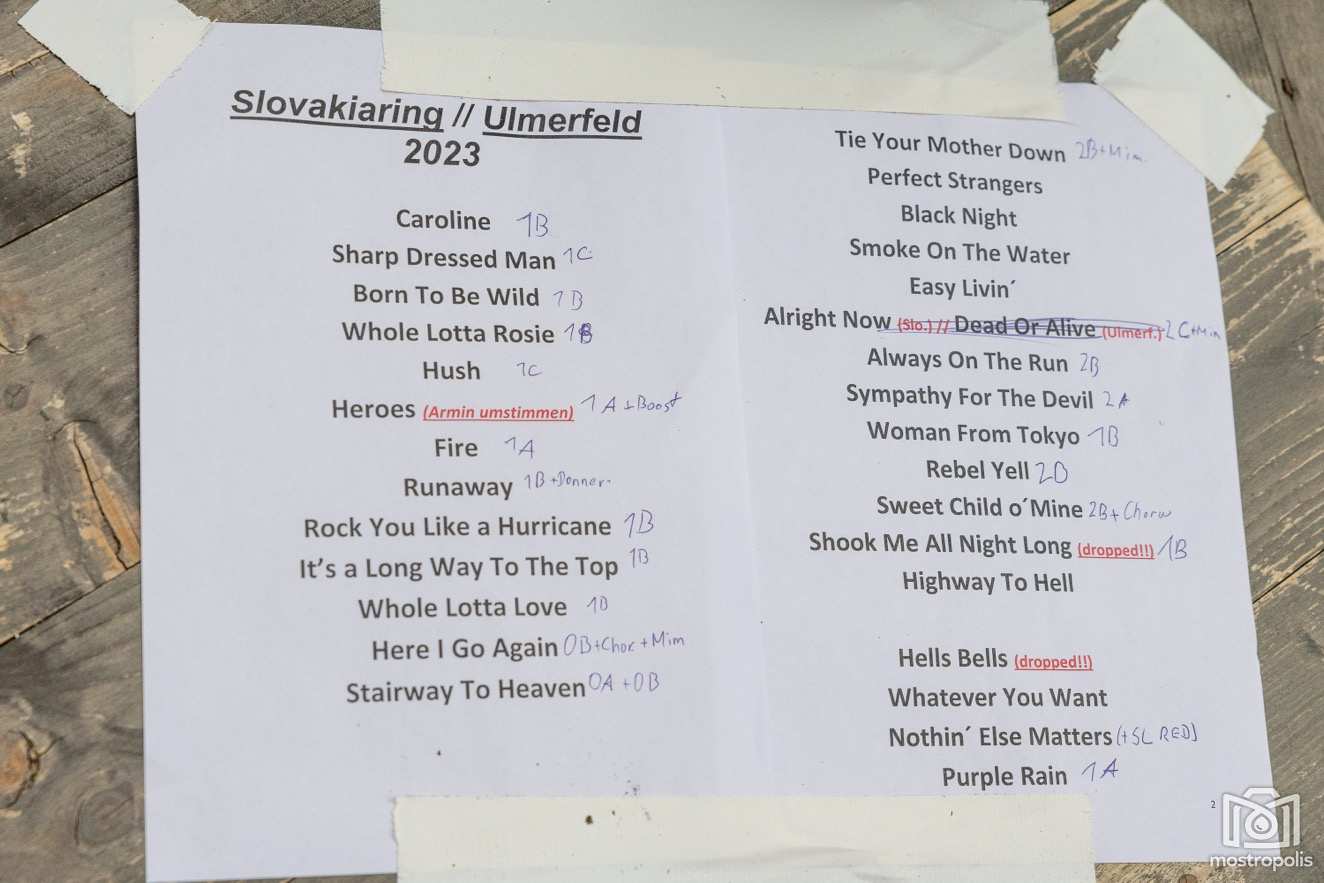 Slovakiaring // Ulmerfeld
2023
Caroline 1B
Sharp Dressed Man 1C
Born To Be Wild 1B
Whole Lotta Rosie 1B
Hush 1C
Heroes (Armin umstimmen) 1A +Boost
Fire 1A
Runaway 1B +Donner
Rock You Like a Hurricane 1B
It’s a Long Way To The Top 1B
Whole Lotta Love 1B
Here I Go Again 0B+Chor+Mim
Stairway To Heaven 0A +0B
Tie Your Mother Down 2B+Mim
Perfect Strangers
Black Night
Smoke On The Water
Easy Livin´
Alright Now (Slo.) // Dead Or Alive (Ulmerf.) 2C+Mim
Always On The Run 2B
Sympathy For The Devil 2A
Woman From Tokyo 1B
Rebel Yell
Sweet Child o´Mine 2B+
Shook Me All Night Long (dropped!!) 1B
Highway To Hell
Hells Bells (dropped!!)
Whatever You Want
Nothin´ Else Matters (+SL RED)
Purple Rain 1A
2
mostropolis